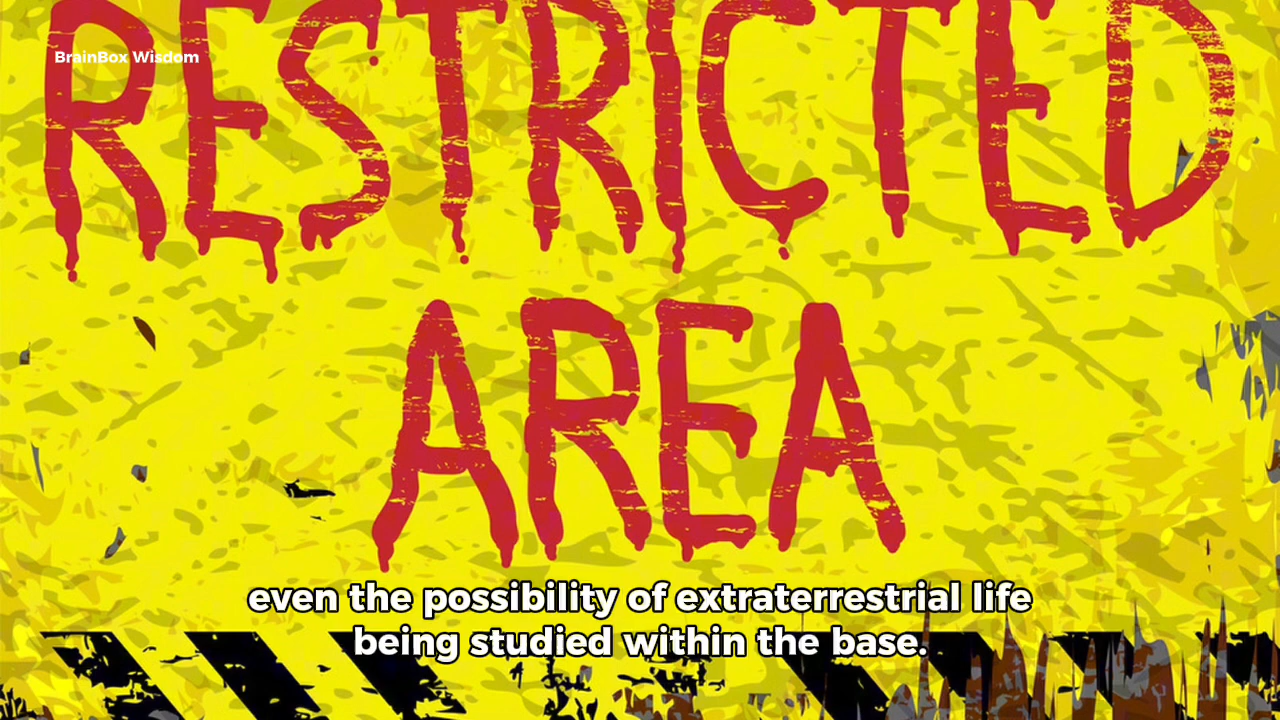 BrainBox Wisdom
RESTRICTED
AREA
even the possibility of extraterrestrial life
being studied within the base.